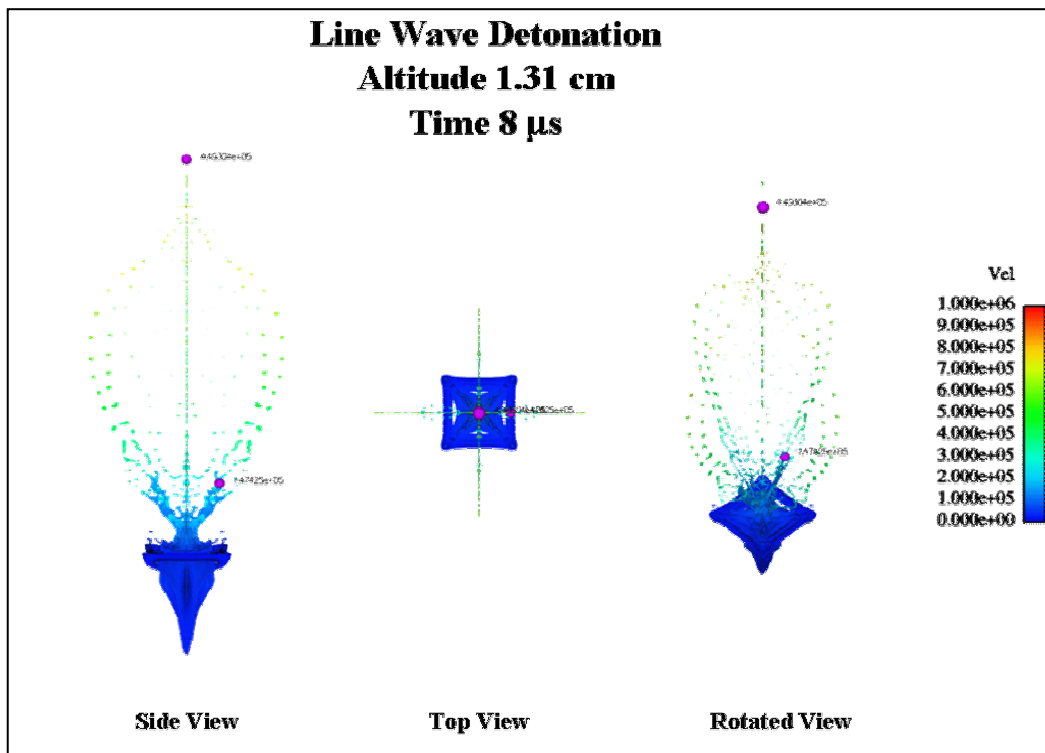 Line Wave Detonation
Altitude 1.31 cm
Time 8 μs
Vel
1.000e+06
9.000e+05
8.000e+05
7.000e+05
6.000e+05
5.000e+05
4.000e+05
3.000e+05
2.000e+05
1.000e+05
0.000e+00
Side View
Top View
Rotated View